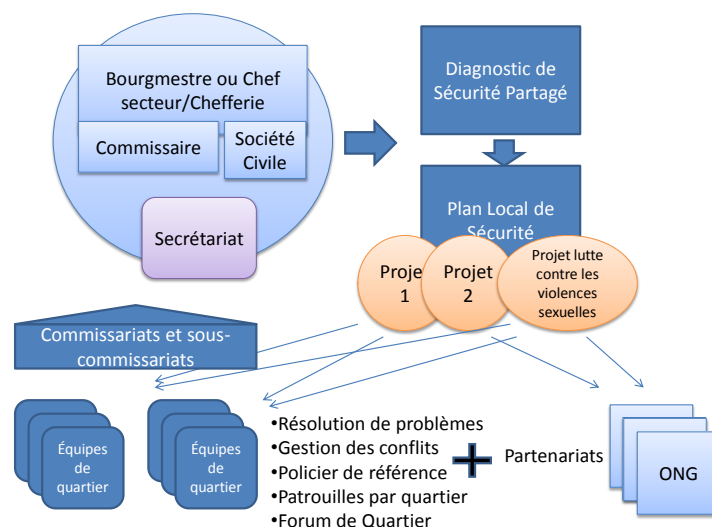 Bourgmestre ou Chef
secteur/Chefferie
Commissaire
Société
Civile
Secrétariat
Diagnostic de
Sécurité Partagé
Plan Local de
Sécurité
Proje
1
Projet
2
Projet lutte
contre les
violences
sexuelles
Commissariats et sous-
commissariats
Équipes
de
quartier
Équipes
de
quartier
•Résolution de problèmes
•Gestion des conflits
•Policier de référence
•Patrouilles par quartier
•Forum de Quartier
Partenariats
ONG